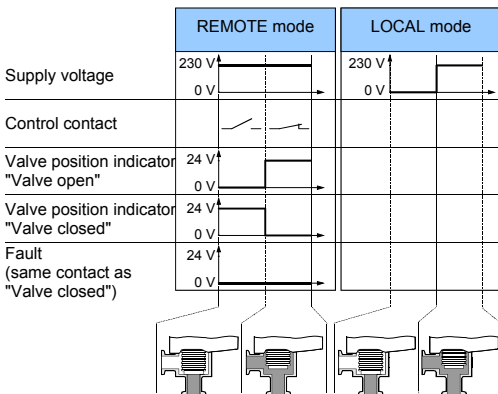 REMOTE mode
LOCAL mode
Supply voltage
230 V
0 V
230 V
0 V
Control contact
Valve position indicator
"Valve open"
24 V
0 V
Valve position indicator
"Valve closed"
24 V
0 V
Fault
(same contact as
"Valve closed")
24 V
0 V